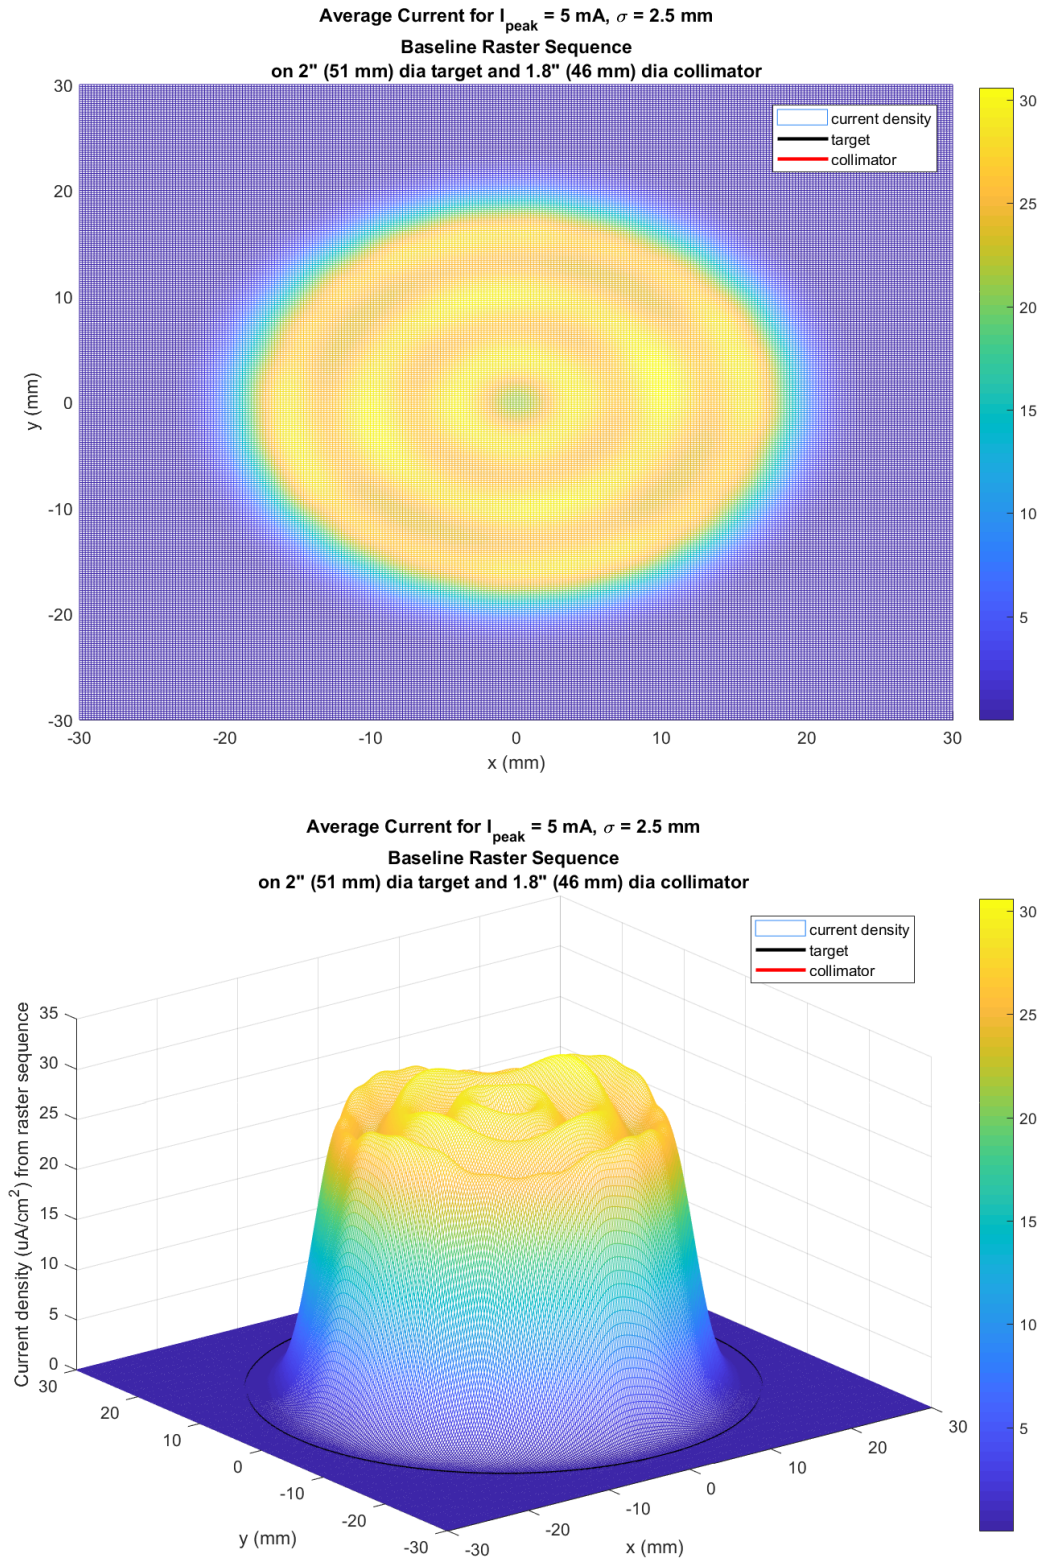 Average Current for I_peak = 5 mA, σ = 2.5 mm
Baseline Raster Sequence
on 2" (51 mm) dia target and 1.8" (46 mm) dia collimator
30
20
10
0
-10
-20
-30
y (mm)
-30 -20 -10 0 10 20 30
x (mm)
current density
target
collimator
30
25
20
15
10
5
Average Current for I_peak = 5 mA, σ = 2.5 mm
Baseline Raster Sequence
on 2" (51 mm) dia target and 1.8" (46 mm) dia collimator
current density
target
collimator
Current density (uA/cm²) from raster sequence
35
30
25
20
15
10
5
0
30
20
10
0
-10
-20
-30
y (mm)
-30
-20
-10
0
10
20
30
x (mm)
30
25
20
15
10
5